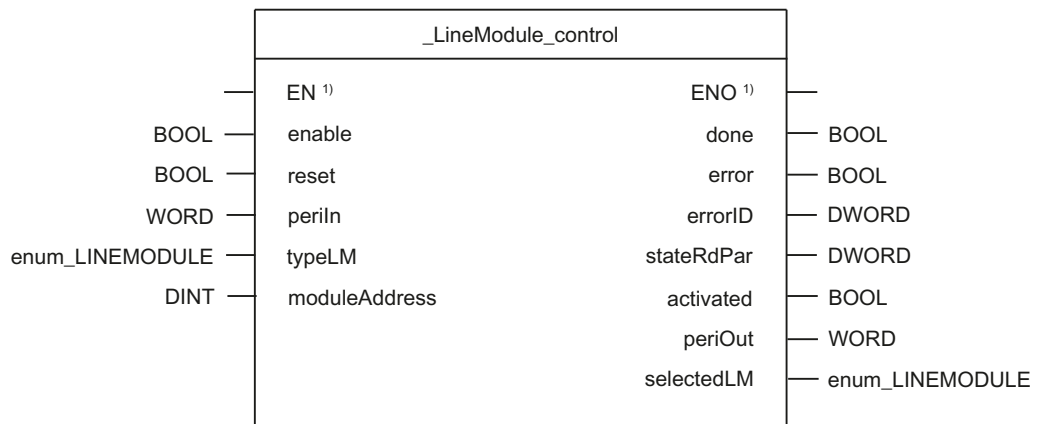 _LineModule_control
EN 1) ENO 1)
BOOL enable done BOOL
BOOL reset error BOOL
WORD periIn errorID DWORD
enum_LINEMODULE typeLM stateRdPar DWORD
DINT moduleAddress activated BOOL
periOut WORD
selectedLM enum_LINEMODULE